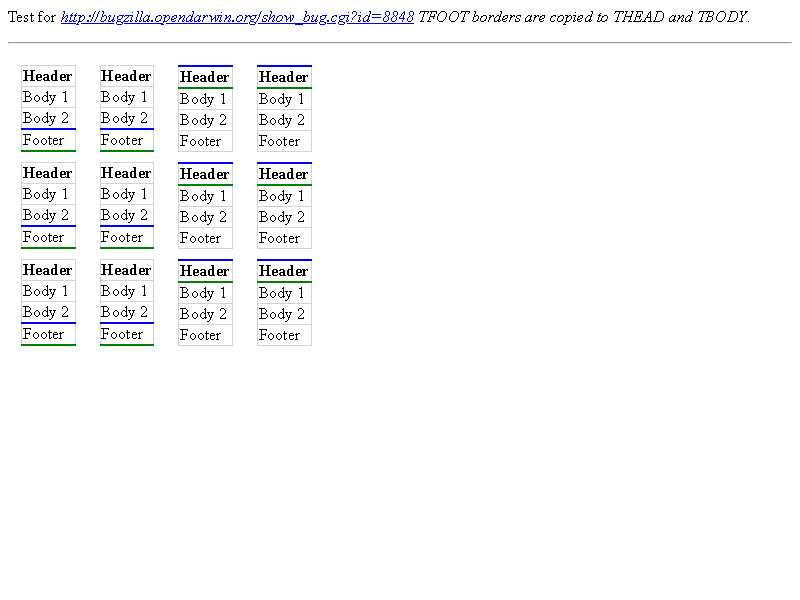 Test for http://bugzilla.opendarwin.org/show_bug.cgi?id=8848 TFOOT borders are copied to THEAD and TBODY.
Header Header Header Header
Body 1 Body 1 Body 1 Body 1
Body 2 Body 2 Body 2 Body 2
Footer Footer Footer Footer
Header Header Header Header
Body 1 Body 1 Body 1 Body 1
Body 2 Body 2 Body 2 Body 2
Footer Footer Footer Footer
Header Header Header Header
Body 1 Body 1 Body 1 Body 1
Body 2 Body 2 Body 2 Body 2
Footer Footer Footer Footer